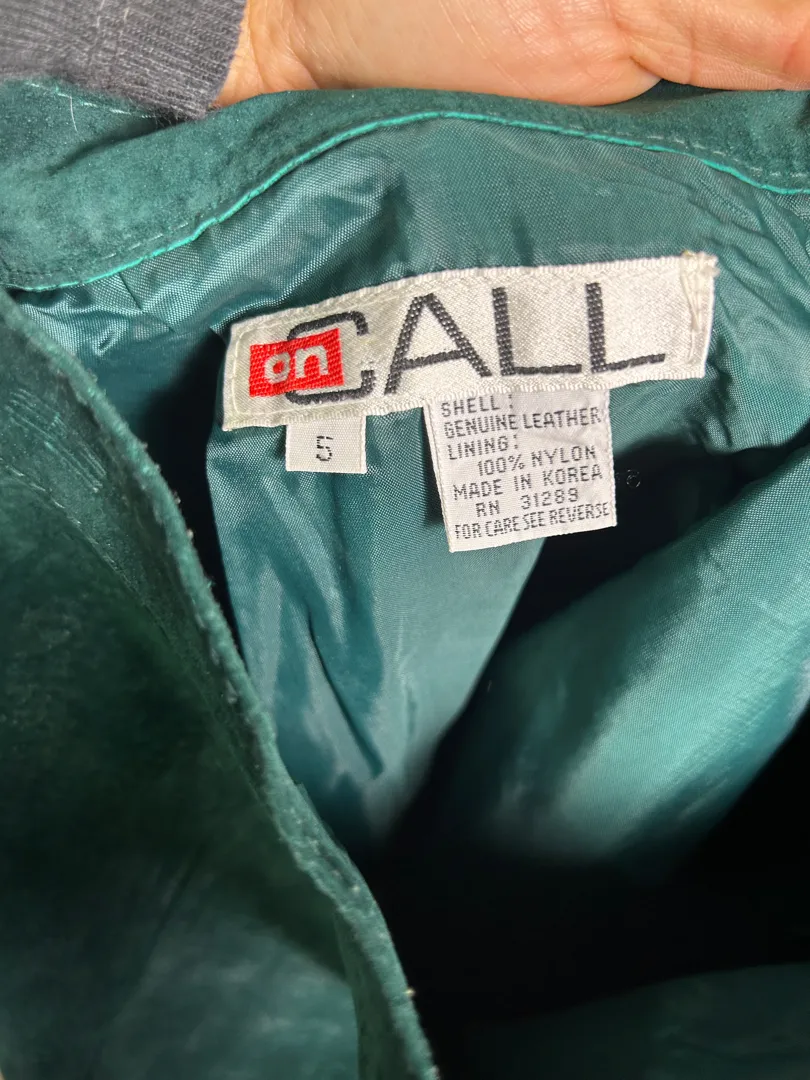 on CALL
5
SHELL :
GENUINE LEATHER
LINING :
100% NYLON
MADE IN KOREA
RN 31289
FOR CARE SEE REVERSE